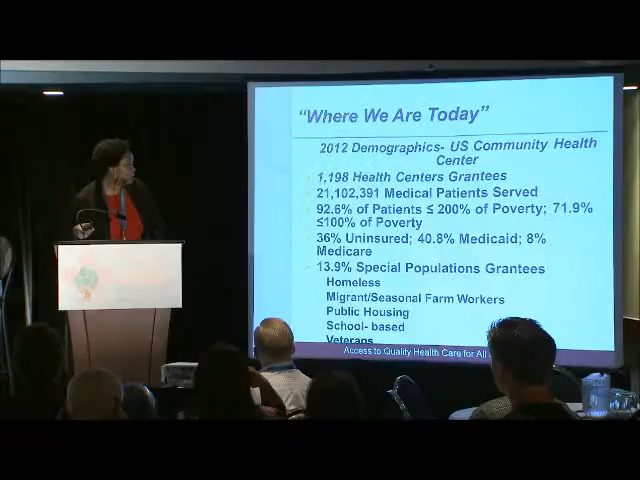 "Where We Are Today"
2012 Demographics- US Community Health
Center
1,198 Health Centers Grantees
21,102,391 Medical Patients Served
92.6% of Patients ≤ 200% of Poverty; 71.9%
≤100% of Poverty
36% Uninsured; 40.8% Medicaid; 8%
Medicare
13.9% Special Populations Grantees
Homeless
Migrant/Seasonal Farm Workers
Public Housing
School- based
Veterans
Access to Quality Health Care for All